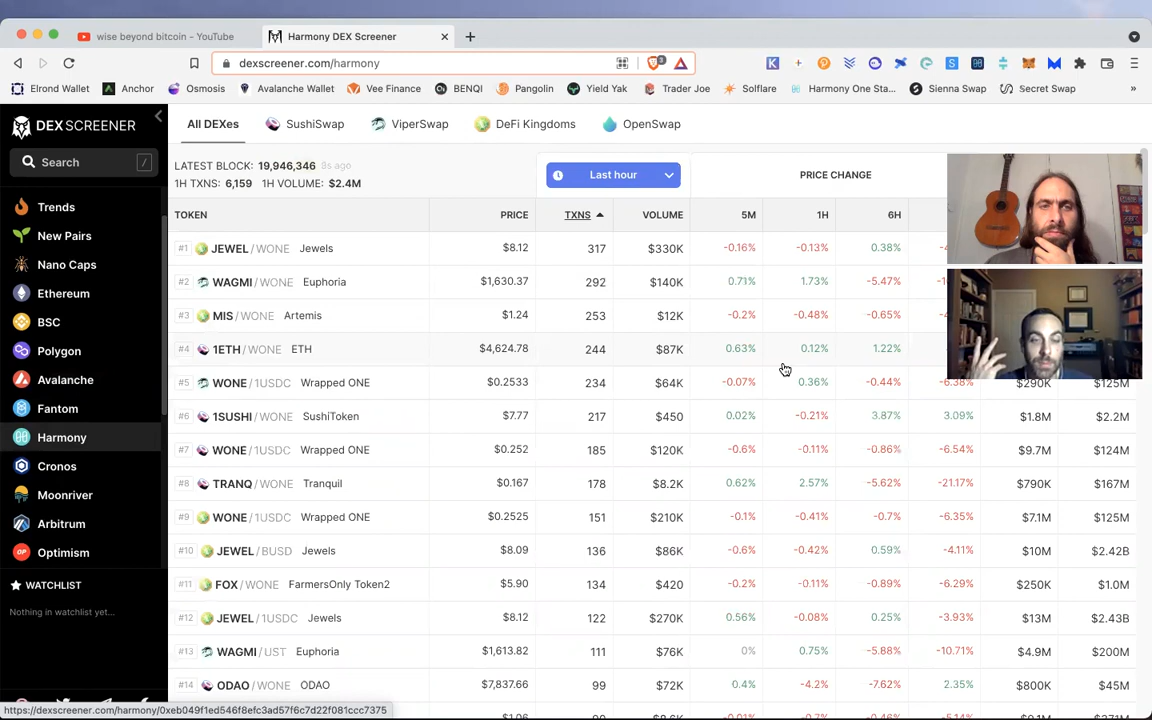 wise beyond bitcoin - YouTube
Harmony DEX Screener
dexscreener.com/harmony
Elrond Wallet Anchor Osmosis Avalanche Wallet Vee Finance BENQI Pangolin Yield Yak Trader Joe Solflare Harmony One Sta... Sienna Swap Secret Swap »
DEX SCREENER
Search /
Trends
New Pairs
Nano Caps
Ethereum
BSC
Polygon
Avalanche
Fantom
Harmony
Cronos
Moonriver
Arbitrum
Optimism
WATCHLIST
Nothing in watchlist yet...
All DEXes SushiSwap ViperSwap DeFi Kingdoms OpenSwap
LATEST BLOCK: 19,946,346 9s ago
1H TXNS: 6,159 1H VOLUME: $2.4M
Last hour
PRICE CHANGE
TOKEN PRICE TXNS VOLUME 5M 1H 6H
#1 JEWEL/WONE Jewels $8.12 317 $330K -0.16% -0.13% 0.38%
#2 WAGMI/WONE Euphoria $1,630.37 292 $140K 0.71% 1.73% -5.47%
#3 MIS/WONE Artemis $1.24 253 $12K -0.2% -0.48% -0.65%
#4 1ETH/WONE ETH $4,624.78 244 $87K 0.63% 0.12% 1.22%
#5 WONE/1USDC Wrapped ONE $0.2533 234 $64K -0.07% 0.36% -0.44% -6.38% $290K $125M
#6 1SUSHI/WONE SushiToken $7.77 217 $450 0.02% -0.21% 3.87% 3.09% $1.8M $2.2M
#7 WONE/1USDC Wrapped ONE $0.252 185 $120K -0.6% -0.11% -0.86% -6.54% $9.7M $124M
#8 TRANQ/WONE Tranquil $0.167 178 $8.2K 0.62% 2.57% -5.62% -21.17% $790K $167M
#9 WONE/1USDC Wrapped ONE $0.2525 151 $210K -0.1% -0.41% -0.7% -6.35% $7.1M $125M
#10 JEWEL/BUSD Jewels $8.09 136 $86K -0.6% -0.42% 0.59% -4.11% $10M $2.42B
#11 FOX/WONE FarmersOnly Token2 $5.90 134 $420 -0.2% -0.11% -0.89% -6.29% $250K $1.0M
#12 JEWEL/1USDC Jewels $8.12 122 $270K 0.56% -0.08% 0.25% -3.93% $13M $2.43B
#13 WAGMI/UST Euphoria $1,613.82 111 $76K 0% 0.75% -5.88% -10.71% $4.9M $200M
#14 ODAO/WONE ODAO $7,837.66 99 $72K 0.4% -4.2% -7.62% 2.35% $800K $45M
https://dexscreener.com/harmony/0xeb049f1ed546f8efc3ad57f6c7d22f081ccc7375